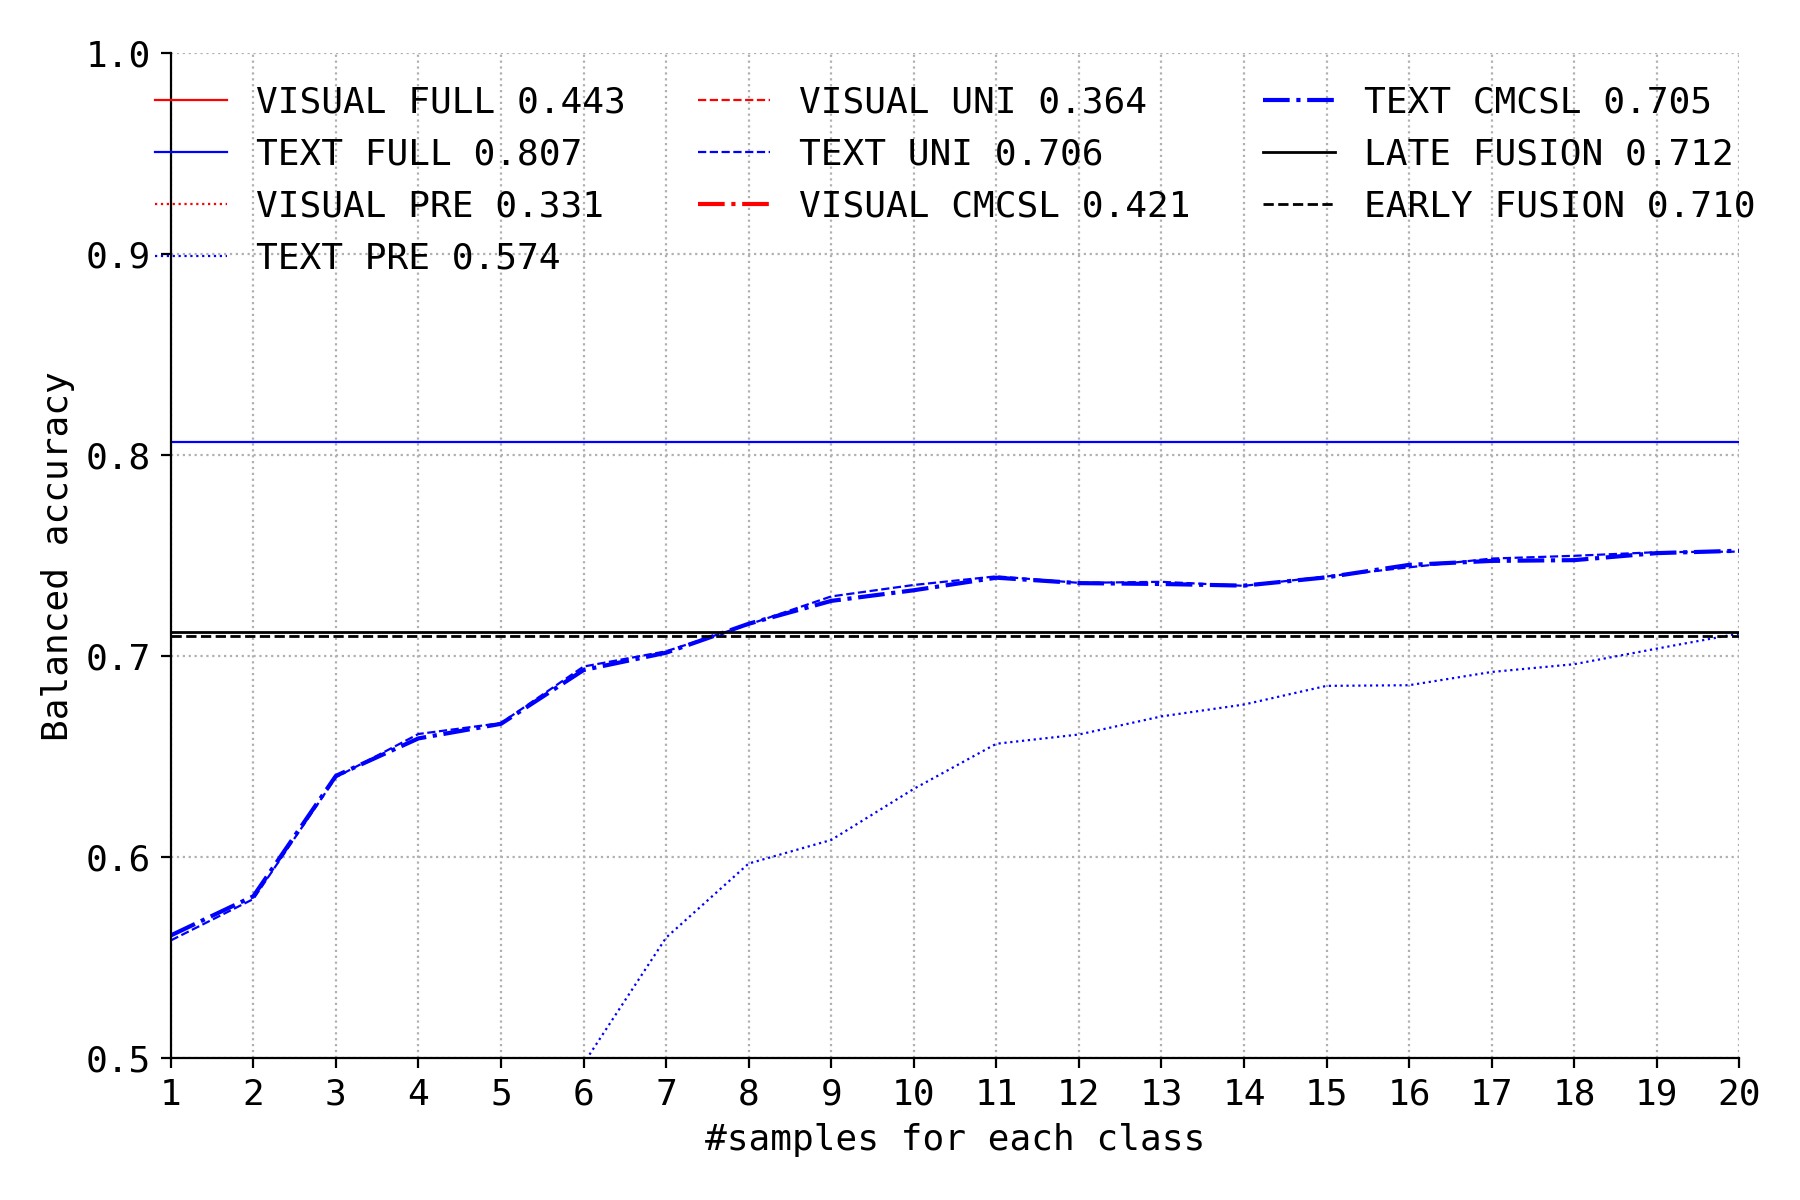 1.0
VISUAL FULL 0.443
VISUAL UNI 0.364
TEXT CMCSL 0.705
TEXT FULL 0.807
TEXT UNI 0.706
LATE FUSION 0.712
VISUAL PRE 0.331
VISUAL CMCSL 0.421
EARLY FUSION 0.710
0.9
TEXT PRE 0.574
0.8
0.7
0.6
0.5
Balanced accuracy
1 2 3 4 5 6 7 8 9 10 11 12 13 14 15 16 17 18 19 20
#samples for each class